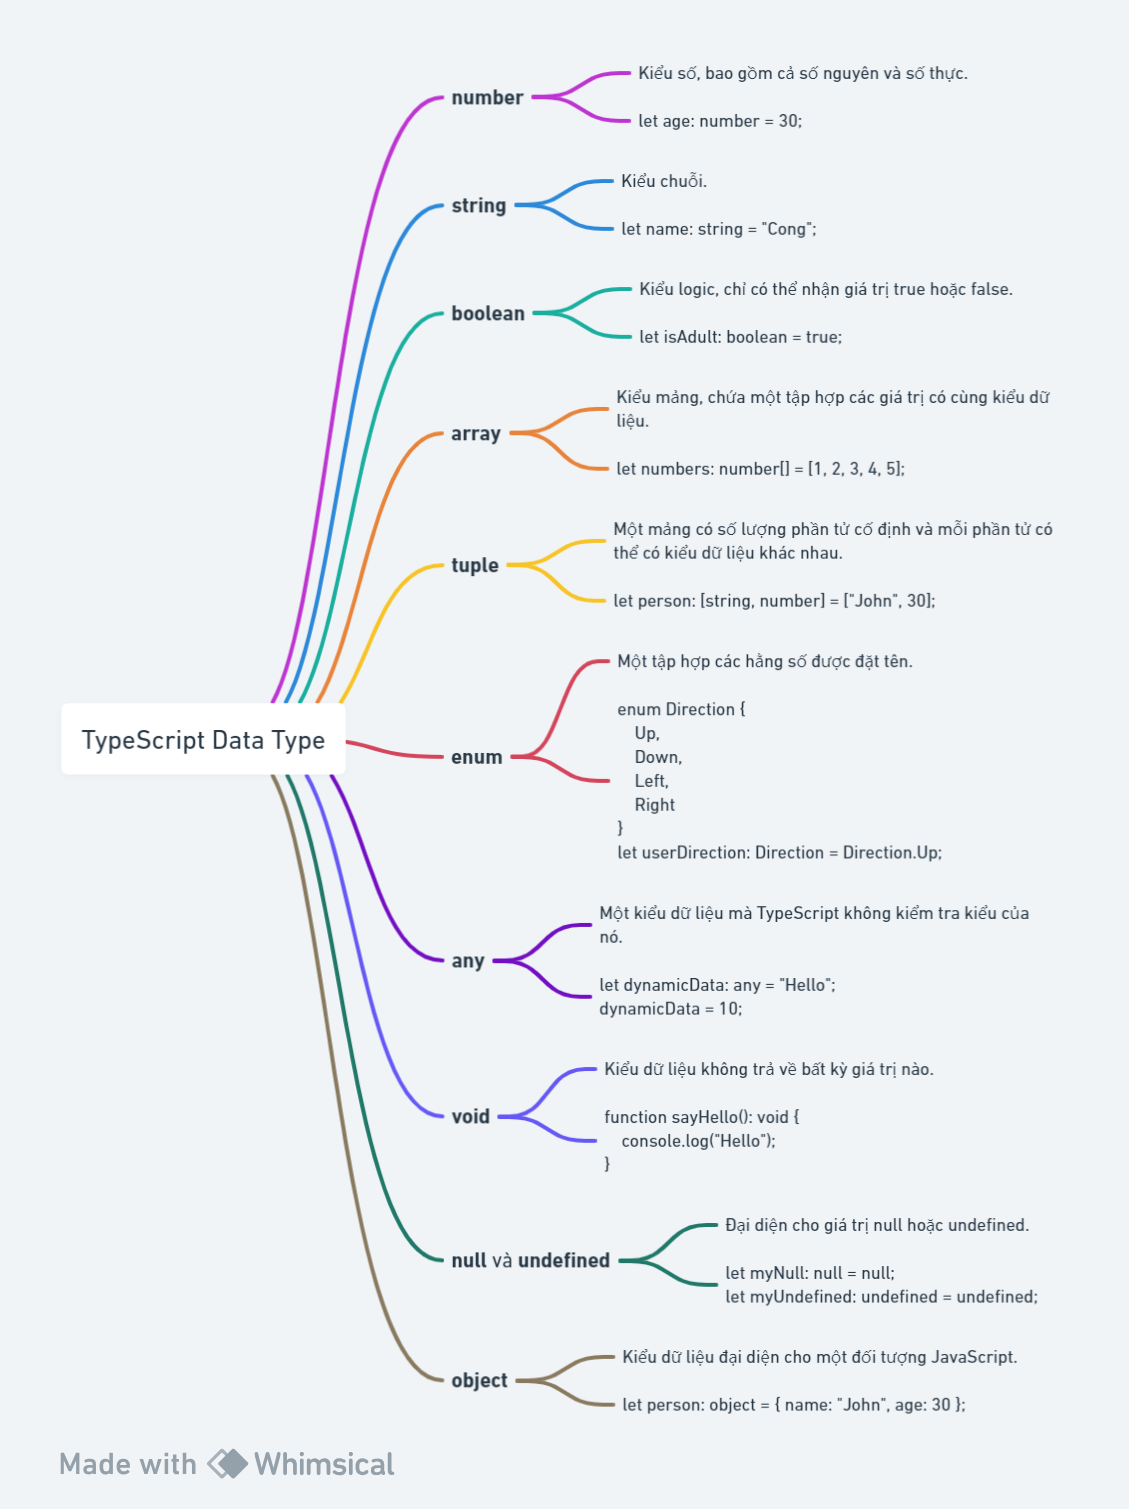 number
Kiểu số, bao gồm cả số nguyên và số thực.
let age: number = 30;
string
Kiểu chuỗi.
let name: string = "Cong";
boolean
Kiểu logic, chỉ có thể nhận giá trị true hoặc false.
let isAdult: boolean = true;
array
Kiểu mảng, chứa một tập hợp các giá trị có cùng kiểu dữ
liệu.
let numbers: number[] = [1, 2, 3, 4, 5];
tuple
Một mảng có số lượng phần tử cố định và mỗi phần tử có
thể có kiểu dữ liệu khác nhau.
let person: [string, number] = ["John", 30];
TypeScript Data Type
enum
Một tập hợp các hằng số được đặt tên.
enum Direction {
    Up,
    Down,
    Left,
    Right
}
let userDirection: Direction = Direction.Up;
any
Một kiểu dữ liệu mà TypeScript không kiểm tra kiểu của
nó.
let dynamicData: any = "Hello";
dynamicData = 10;
void
Kiểu dữ liệu không trả về bất kỳ giá trị nào.
function sayHello(): void {
    console.log("Hello");
}
null và undefined
Đại diện cho giá trị null hoặc undefined.
let myNull: null = null;
let myUndefined: undefined = undefined;
object
Kiểu dữ liệu đại diện cho một đối tượng JavaScript.
let person: object = { name: "John", age: 30 };
Made with Whimsical